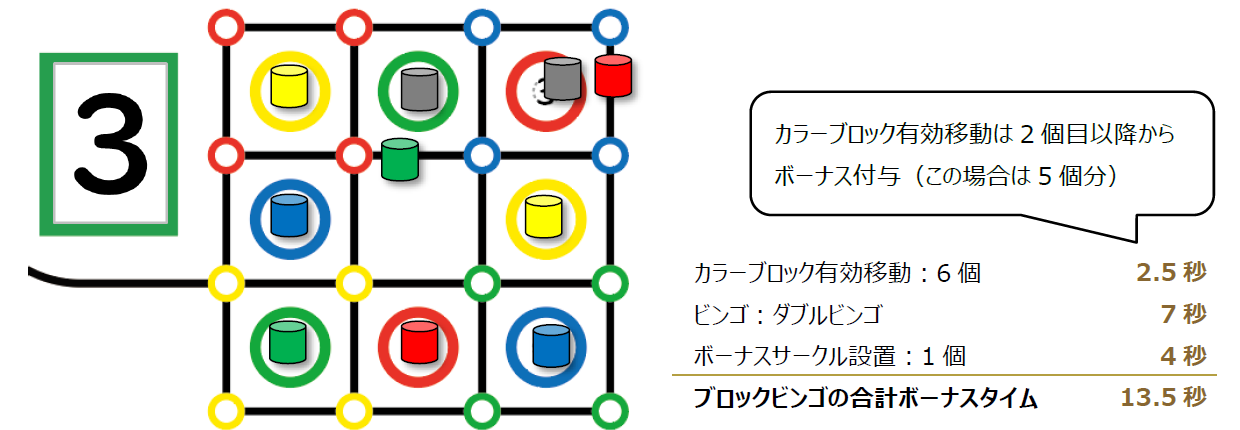 3
3
カラーブロック有効移動は2個目以降から
ボーナス付与（この場合は5個分）
カラーブロック有効移動：6個 2.5秒
ビンゴ：ダブルビンゴ 7秒
ボーナスサークル設置：1個 4秒
ブロックビンゴの合計ボーナスタイム 13.5秒